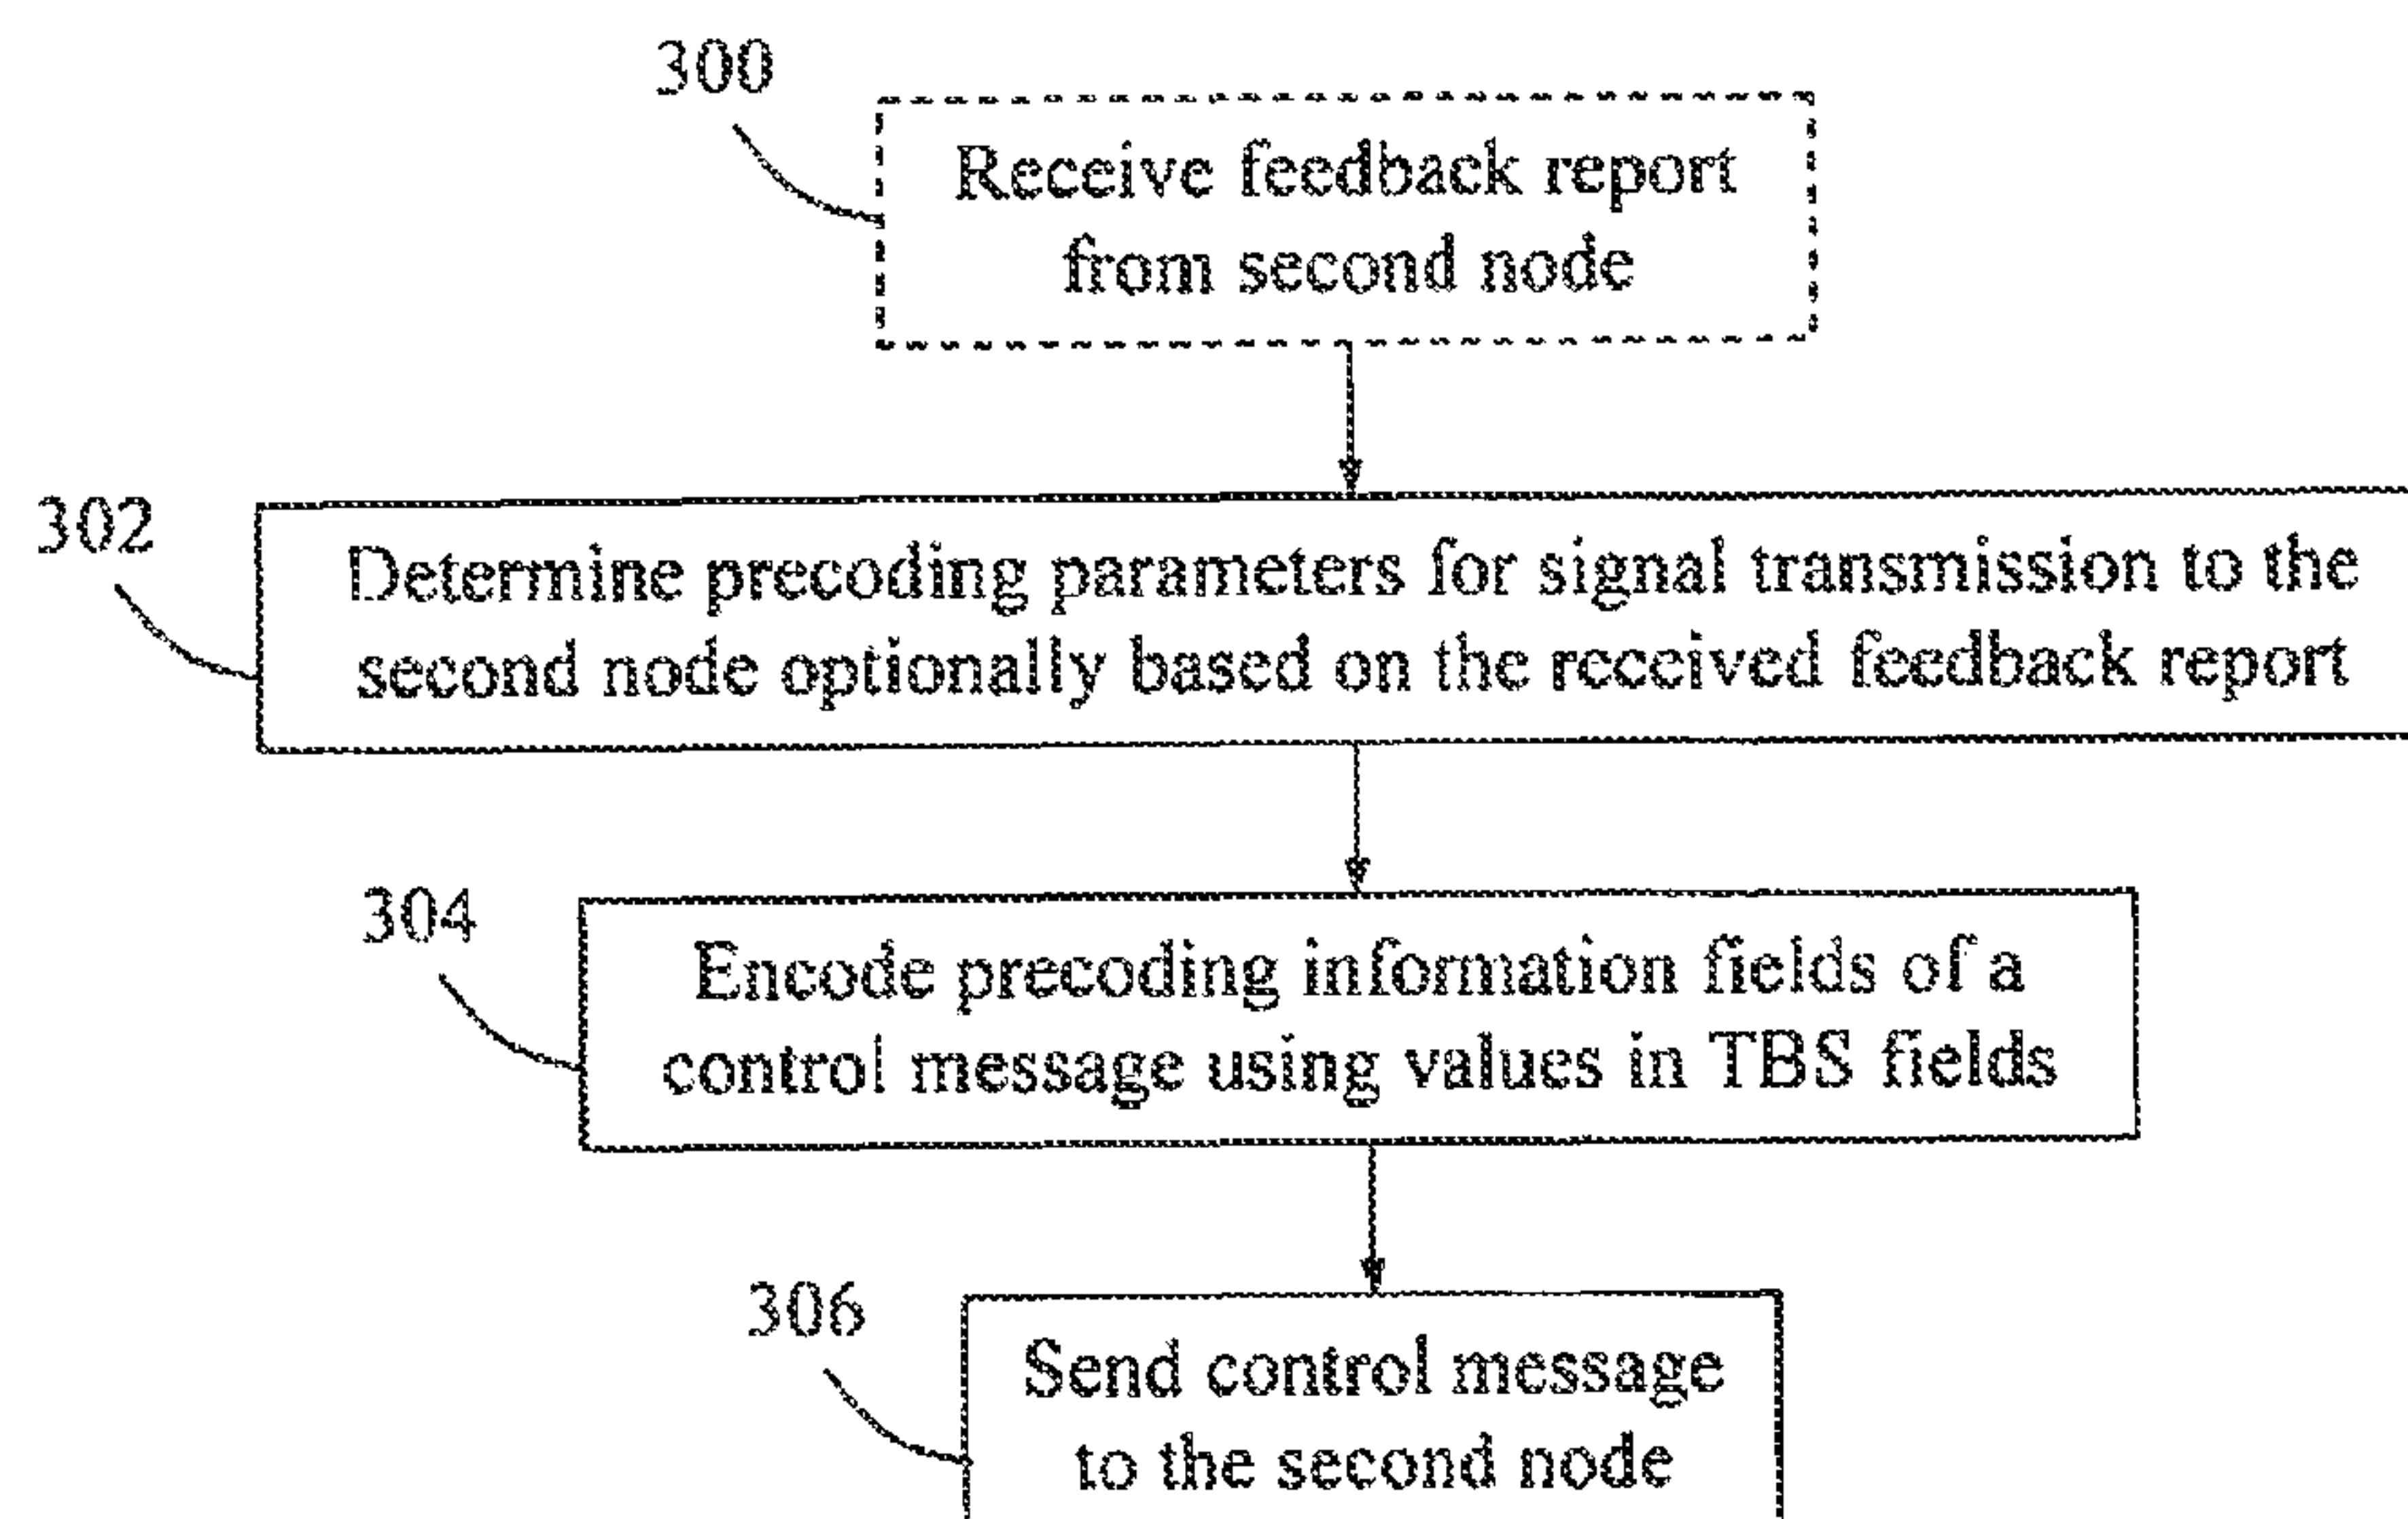 300
Receive feedback report
from second node
302
Determine precoding parameters for signal transmission to the
second node optionally based on the received feedback report
304
Encode precoding information fields of a
control message using values in TBS fields
306
Send control message
to the second node